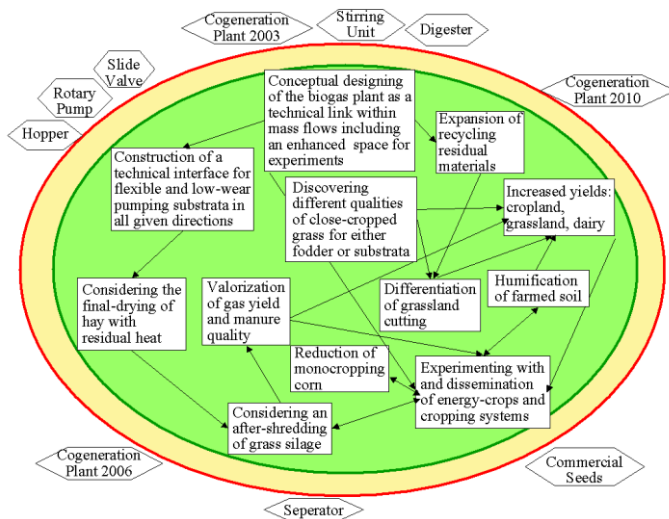 Cogeneration
Plant 2003
Stirring
Unit
Digester
Slide
Valve
Rotary
Pump
Hopper
Cogeneration
Plant 2010
Conceptual designing
of the biogas plant as a
technical link within
mass flows including
an enhanced space for
experiments
Expansion of
recycling
residual
materials
Construction of a
technical interface for
flexible and low-wear
pumping substrata in
all given directions
Discovering
different qualities
of close-cropped
grass for either
fodder or substrata
Increased yields:
cropland,
grassland, dairy
Considering the
final-drying of
hay with
residual heat
Valorization
of gas yield
and manure
quality
Differentiation
of grassland
cutting
Humification
of farmed soil
Reduction of
monocropping
corn
Experimenting with
and dissemination
of energy-crops and
cropping systems
Considering an
after-shredding
of grass silage
Cogeneration
Plant 2006
Seperator
Commercial
Seeds